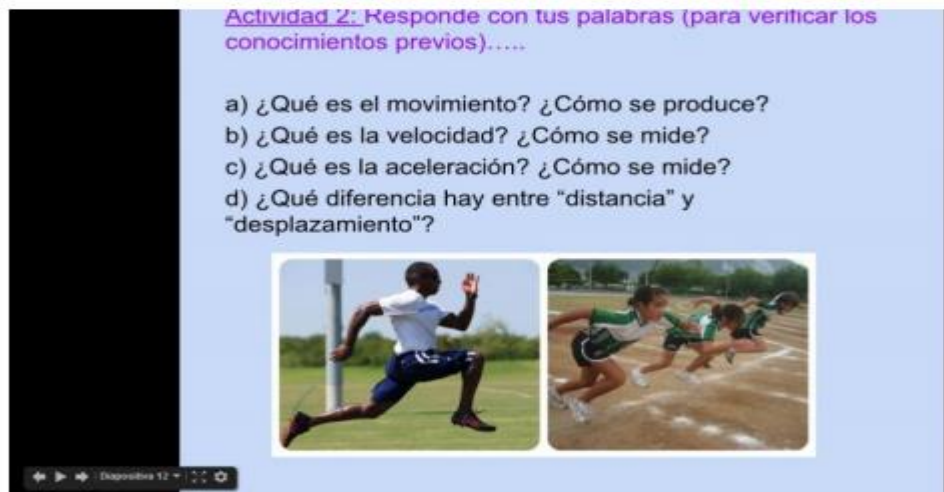 Actividad 2: Responde con tus palabras (para verificar los
conocimientos previos).....
a) ¿Qué es el movimiento? ¿Cómo se produce?
b) ¿Qué es la velocidad? ¿Cómo se mide?
c) ¿Qué es la aceleración? ¿Cómo se mide?
d) ¿Qué diferencia hay entre “distancia” y
“desplazamiento”?
Diapositiva 12